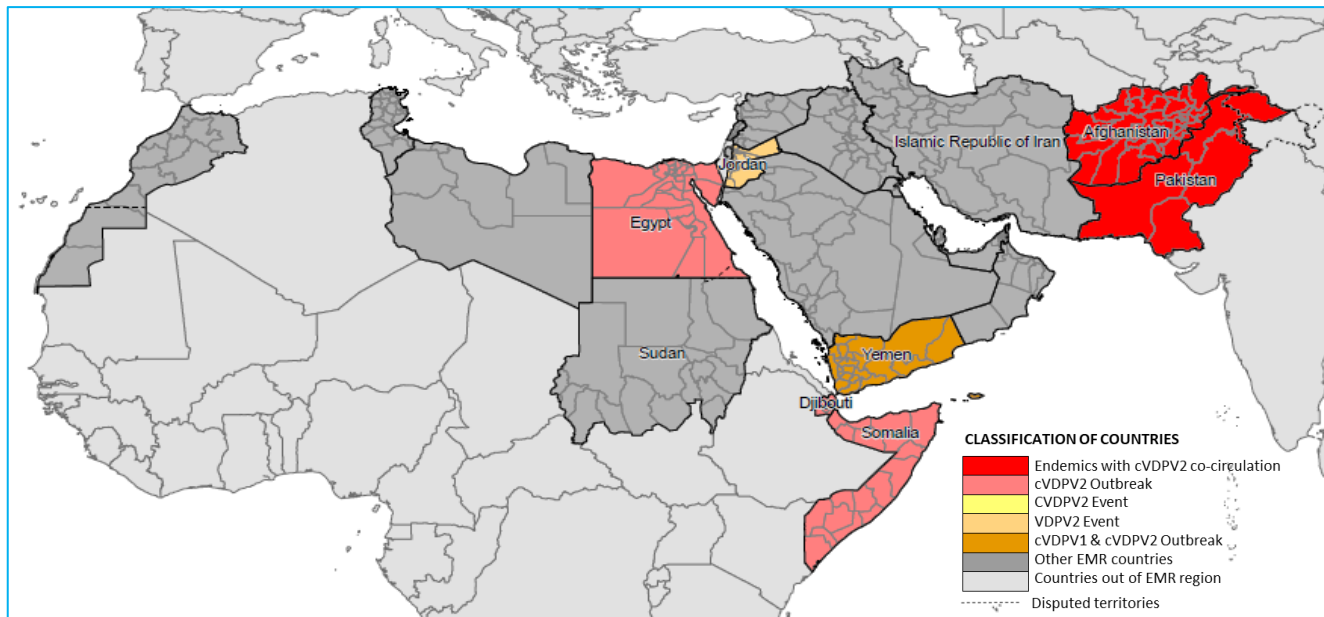 Jordan
Islamic Republic of Iran
Afghanistan
Pakistan
Egypt
Sudan
Yemen
Djibouti
Somalia
CLASSIFICATION OF COUNTRIES
Endemics with cVDPV2 co-circulation
cVDPV2 Outbreak
CVDPV2 Event
VDPV2 Event
cVDPV1 & cVDPV2 Outbreak
Other EMR countries
Countries out of EMR region
Disputed territories